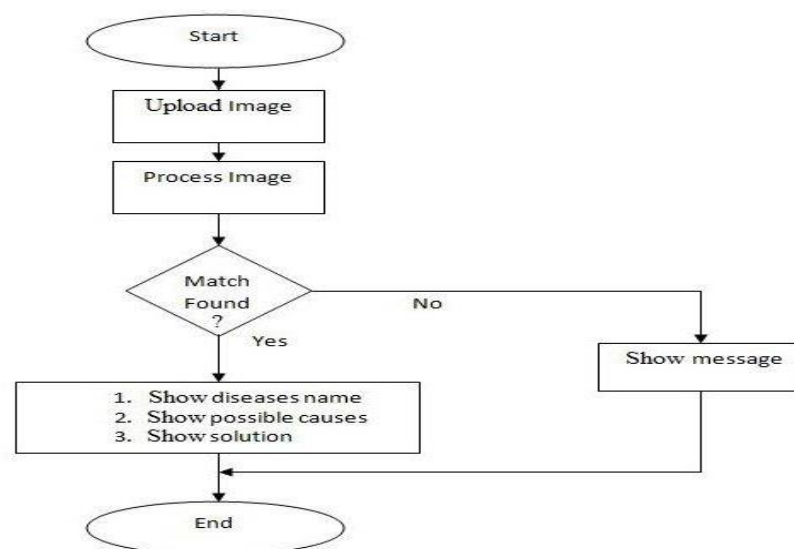 Start
Upload Image
Process Image
Match
Found
?
No
Yes
Show message
1. Show diseases name
2. Show possible causes
3. Show solution
End